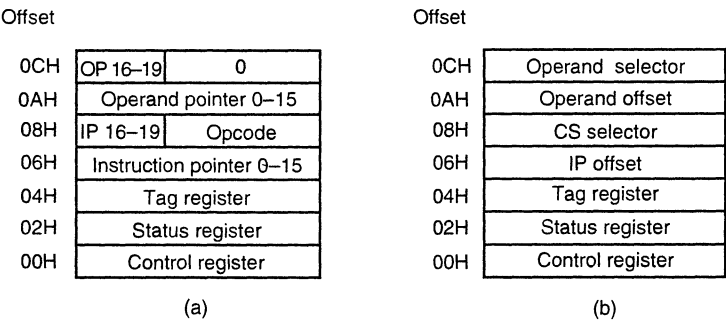 Offset
0CH OP 16–19 0
0AH Operand pointer 0–15
08H IP 16–19 Opcode
06H Instruction pointer 0–15
04H Tag register
02H Status register
00H Control register
(a)
Offset
0CH Operand selector
0AH Operand offset
08H CS selector
06H IP offset
04H Tag register
02H Status register
00H Control register
(b)